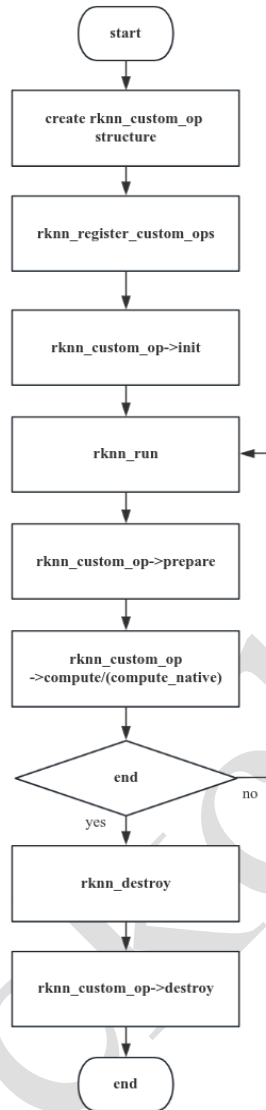 start
create rknn_custom_op
structure
rknn_register_custom_ops
rknn_custom_op->init
rknn_run
rknn_custom_op->prepare
rknn_custom_op
->compute/(compute_native)
end
no
yes
rknn_destroy
rknn_custom_op->destroy
end